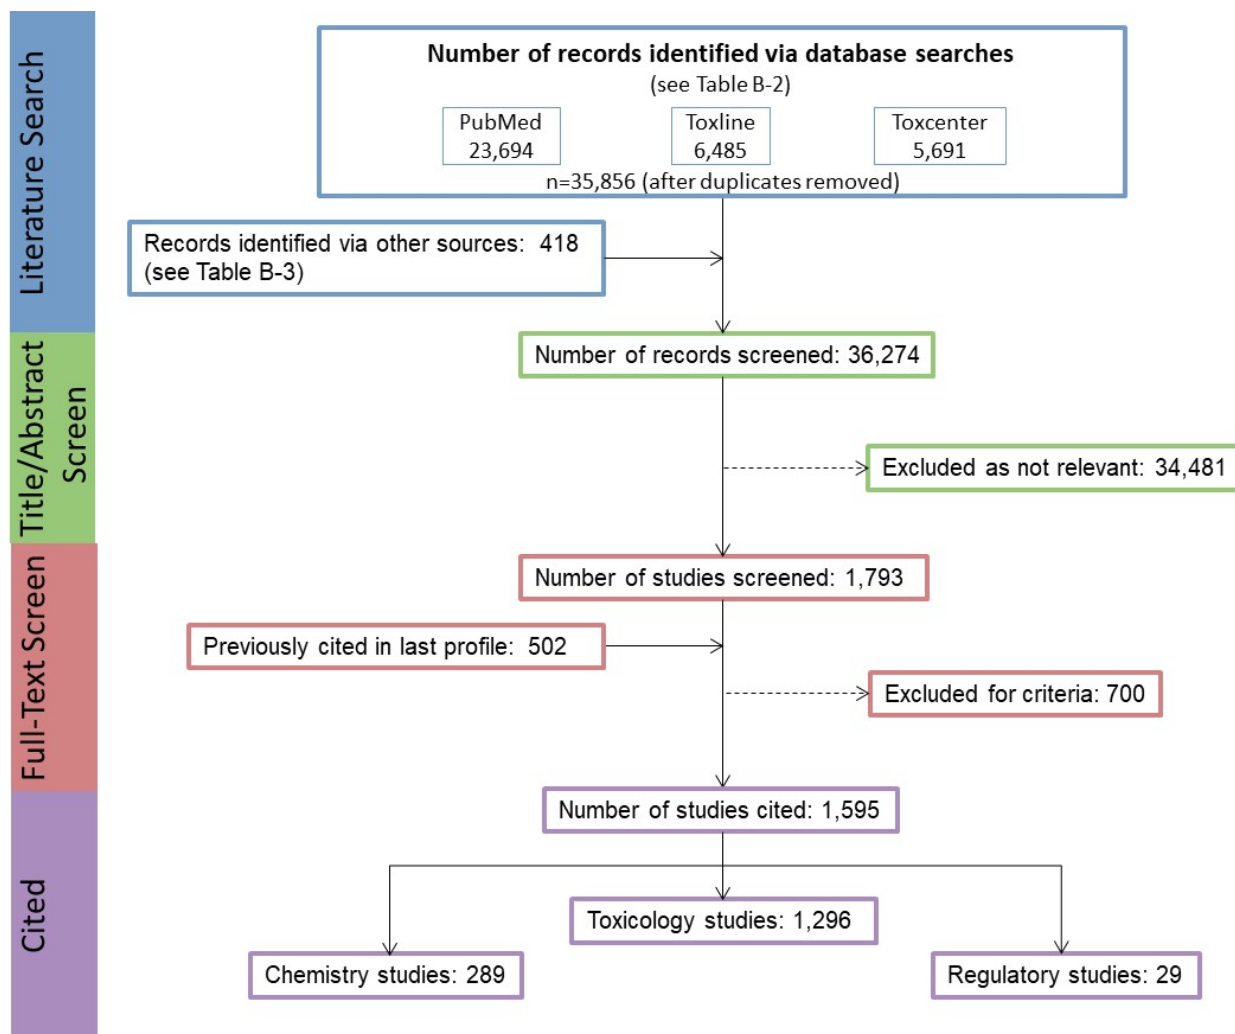 Literature Search
Number of records identified via database searches
(see Table B-2)
PubMed
23,694
Toxline
6,485
Toxcenter
5,691
n=35,856 (after duplicates removed)
Records identified via other sources: 418
(see Table B-3)
Title/Abstract
Screen
Number of records screened: 36,274
Excluded as not relevant: 34,481
Full-Text Screen
Number of studies screened: 1,793
Previously cited in last profile: 502
Excluded for criteria: 700
Cited
Number of studies cited: 1,595
Toxicology studies: 1,296
Chemistry studies: 289
Regulatory studies: 29